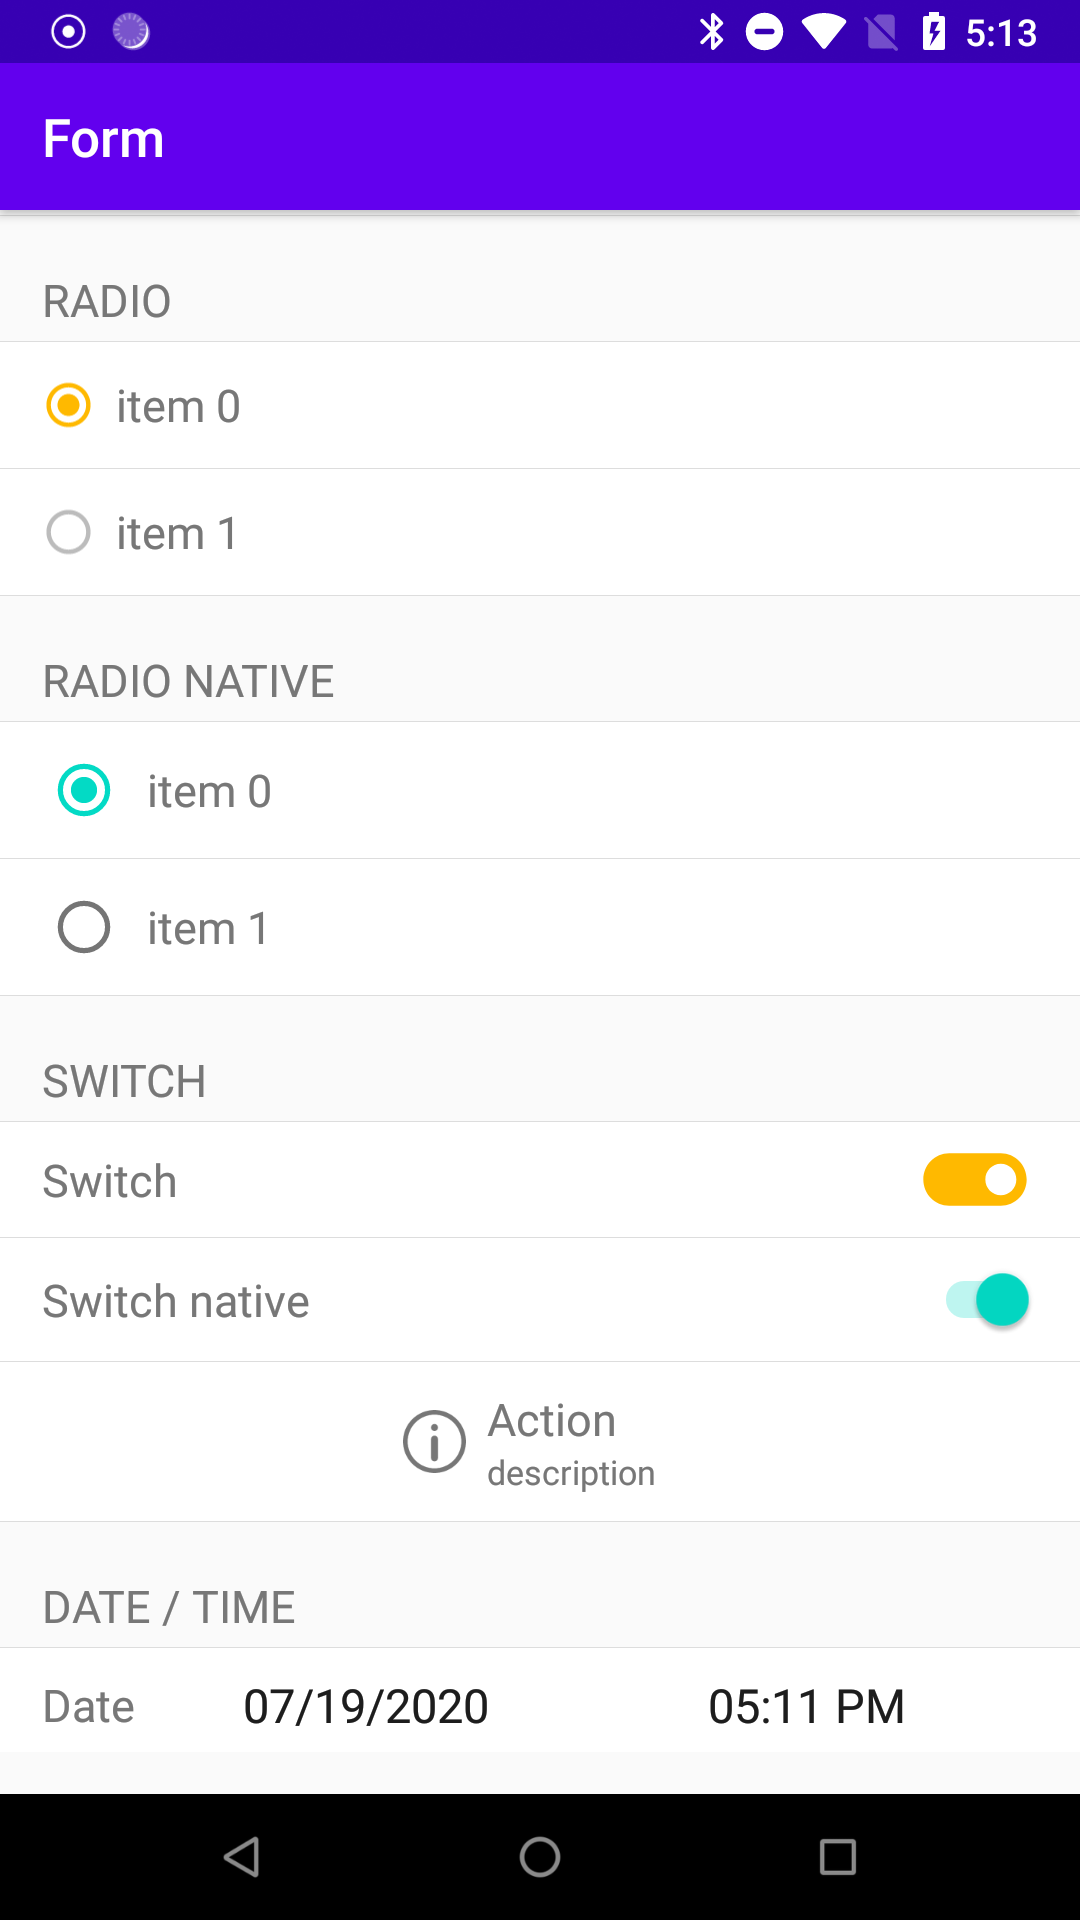 5:13
Form
RADIO
item 0
item 1
RADIO NATIVE
item 0
item 1
SWITCH
Switch
Switch native
Action
description
DATE / TIME
Date 07/19/2020 05:11 PM